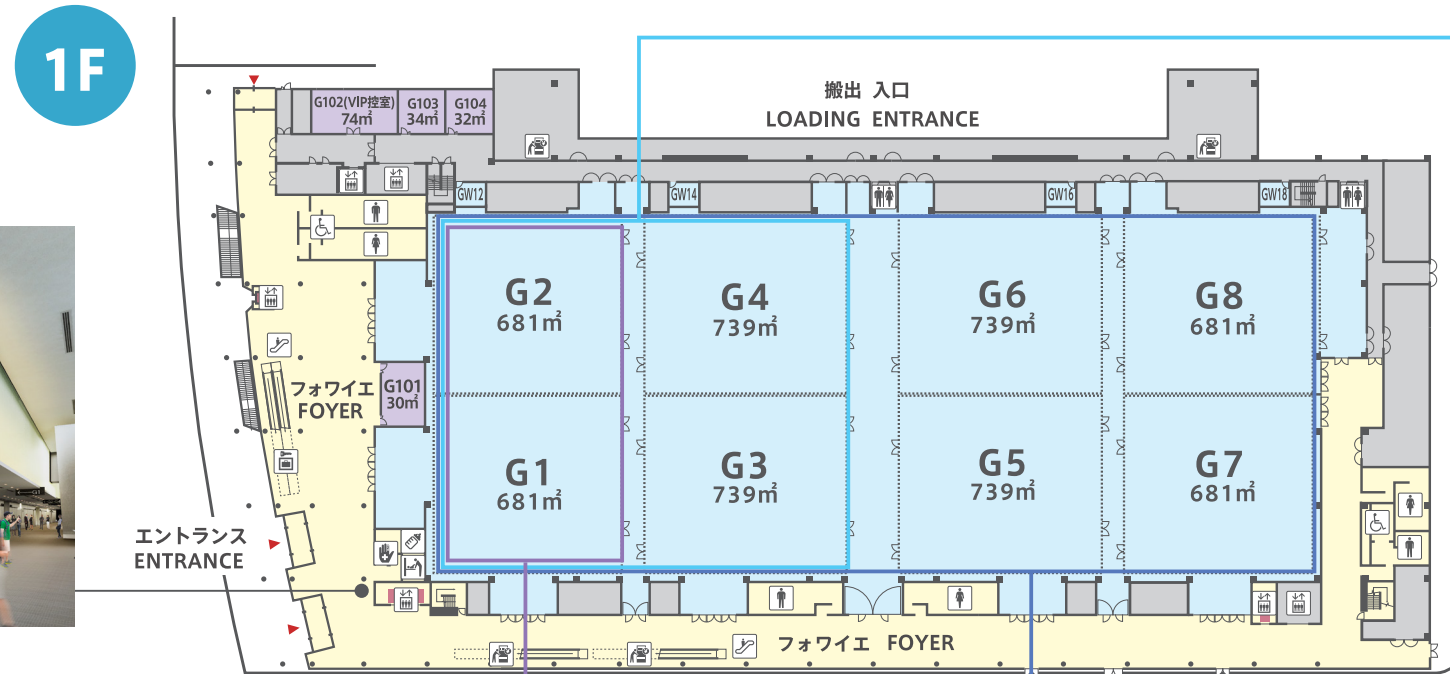 1F
搬出 入口
LOADING ENTRANCE
G102(VIP控室)
74㎡
G103
34㎡
G104
32㎡
GW12
GW14
GW16
GW18
G2
681㎡
G4
739㎡
G6
739㎡
G8
681㎡
フォワイエ
FOYER
G101
30㎡
G1
681㎡
G3
739㎡
G5
739㎡
G7
681㎡
エントランス
ENTRANCE
フォワイエ FOYER